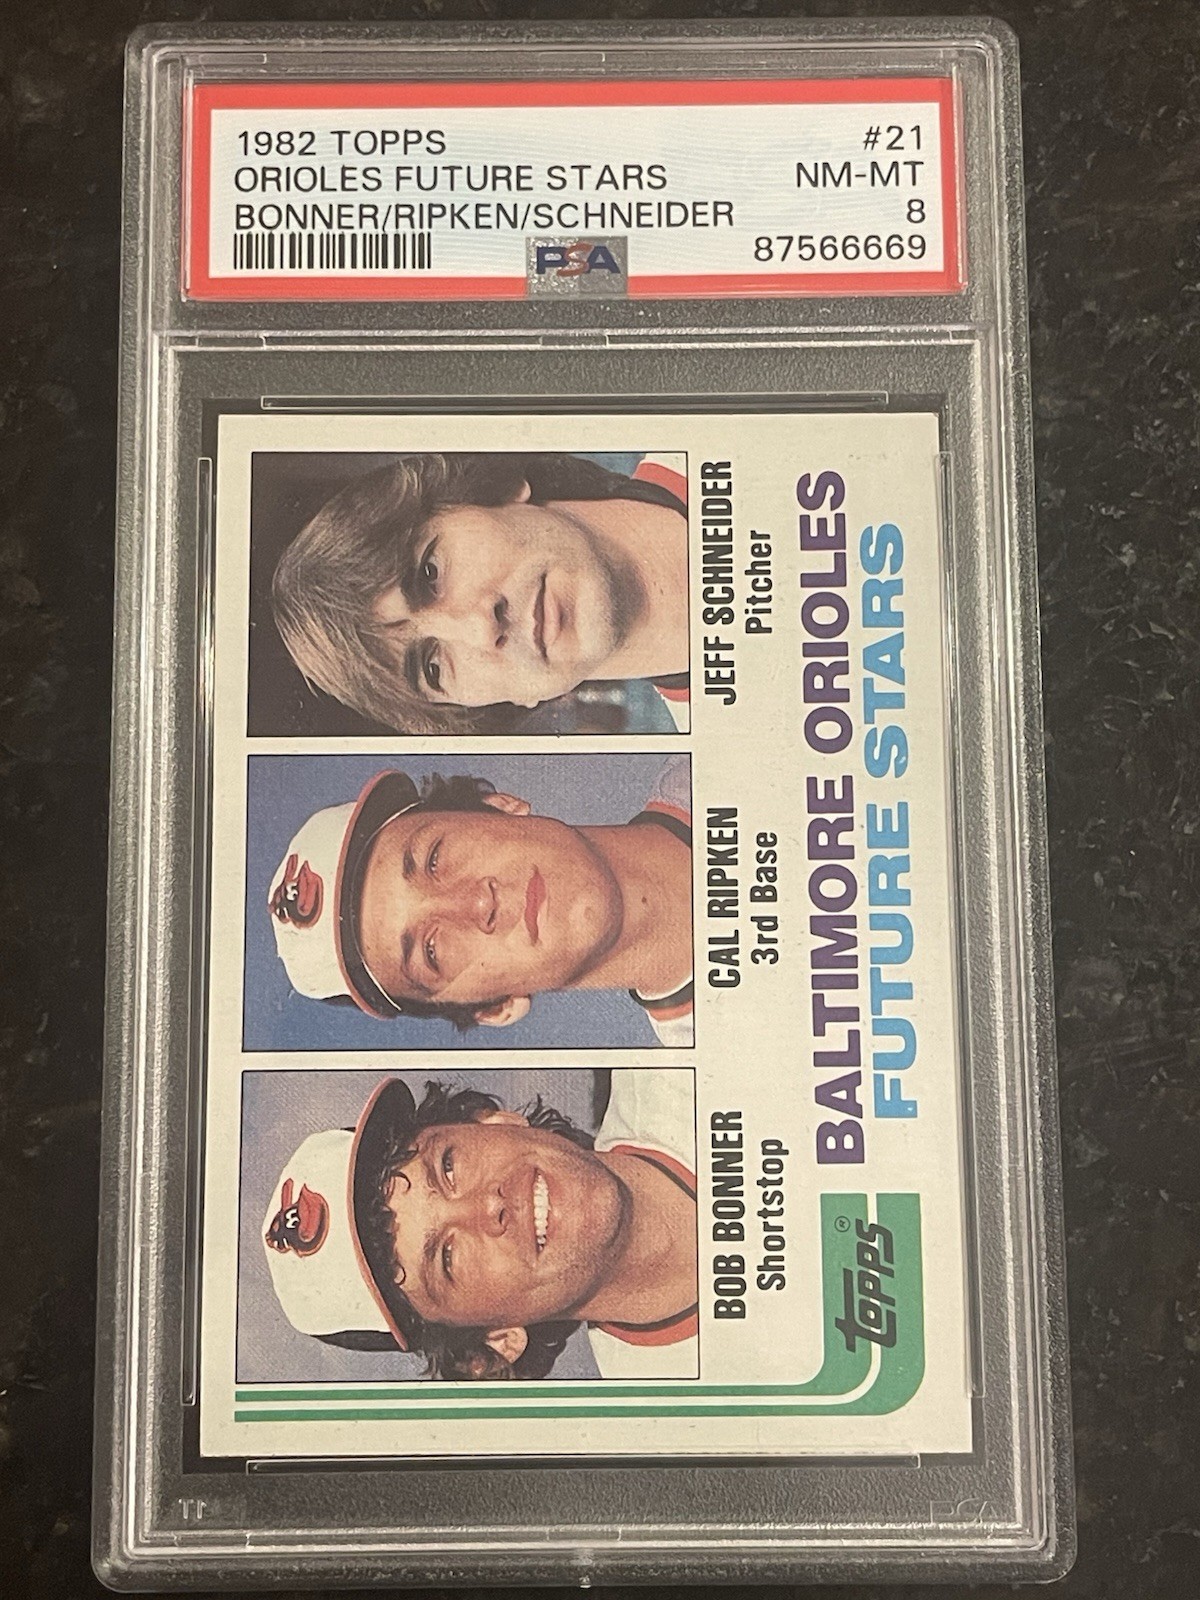 1982 TOPPS #21
ORIOLES FUTURE STARS NM-MT
BONNER/RIPKEN/SCHNEIDER 8
PSA 87566669
BOB BONNER
Shortstop
CAL RIPKEN
3rd Base
JEFF SCHNEIDER
Pitcher
Topps®
BALTIMORE ORIOLES
FUTURE STARS
PSA